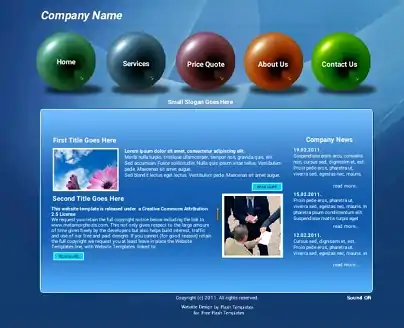 Company Name
Home
Services
Price Quote
About Us
Contact Us
Small Slogan Goes Here
First Title Goes Here
Lorem ipsum dolor sit amet, consectetur adipiscing elit.
Morbi nulla turpis, tristique ullamcorper, tempor non, gravida quis, elit.
Sed accumsan. Fusce sollicitudin. Nulla quis ipsum vitae tellus. Vestibulum
pede. Maecenas sit amet augue.
Sed blandit lectus eget lectus. Vestibulum pede. Maecenas sit amet augue.
Second Title Goes Here
This website template is released under a Creative Commons Attribution
2.5 License
We request you retain the full copyright notice below including the link to
www.metamorphozis.com. This not only gives respect to the large amount
of time given freely by the developers but also helps build interest, traffic
and use of our free and paid designs. If you cannot (for good reason) retain
the full copyright we request you at least leave in place the Website
Templates line, with Website Templates linked to
Company News
19.02.2011.
Suspendisse arcu, convallis
non, cursus sed, dignissim et, est.
Proin eros arcu, pharetra ut,
viverra sed, egestas nec, mauris.
read more..
15.02.2011.
Proin eros arcu, pharetra ut,
viverra sed, egestas nec, mauris. In
pharetra ipsum condimentum elit.
Suspendisse mattis turpis eget
read more..
12.02.2011.
Cursus sed, dignissim et, est.
Proin eros arcu, pharetra ut,
viverra sed, egestas nec, mauris. In
read more..
Copyright (c) 2011. All rights reserved.
Sound Off
Website Design by Flash Templates
for Free Flash Templates